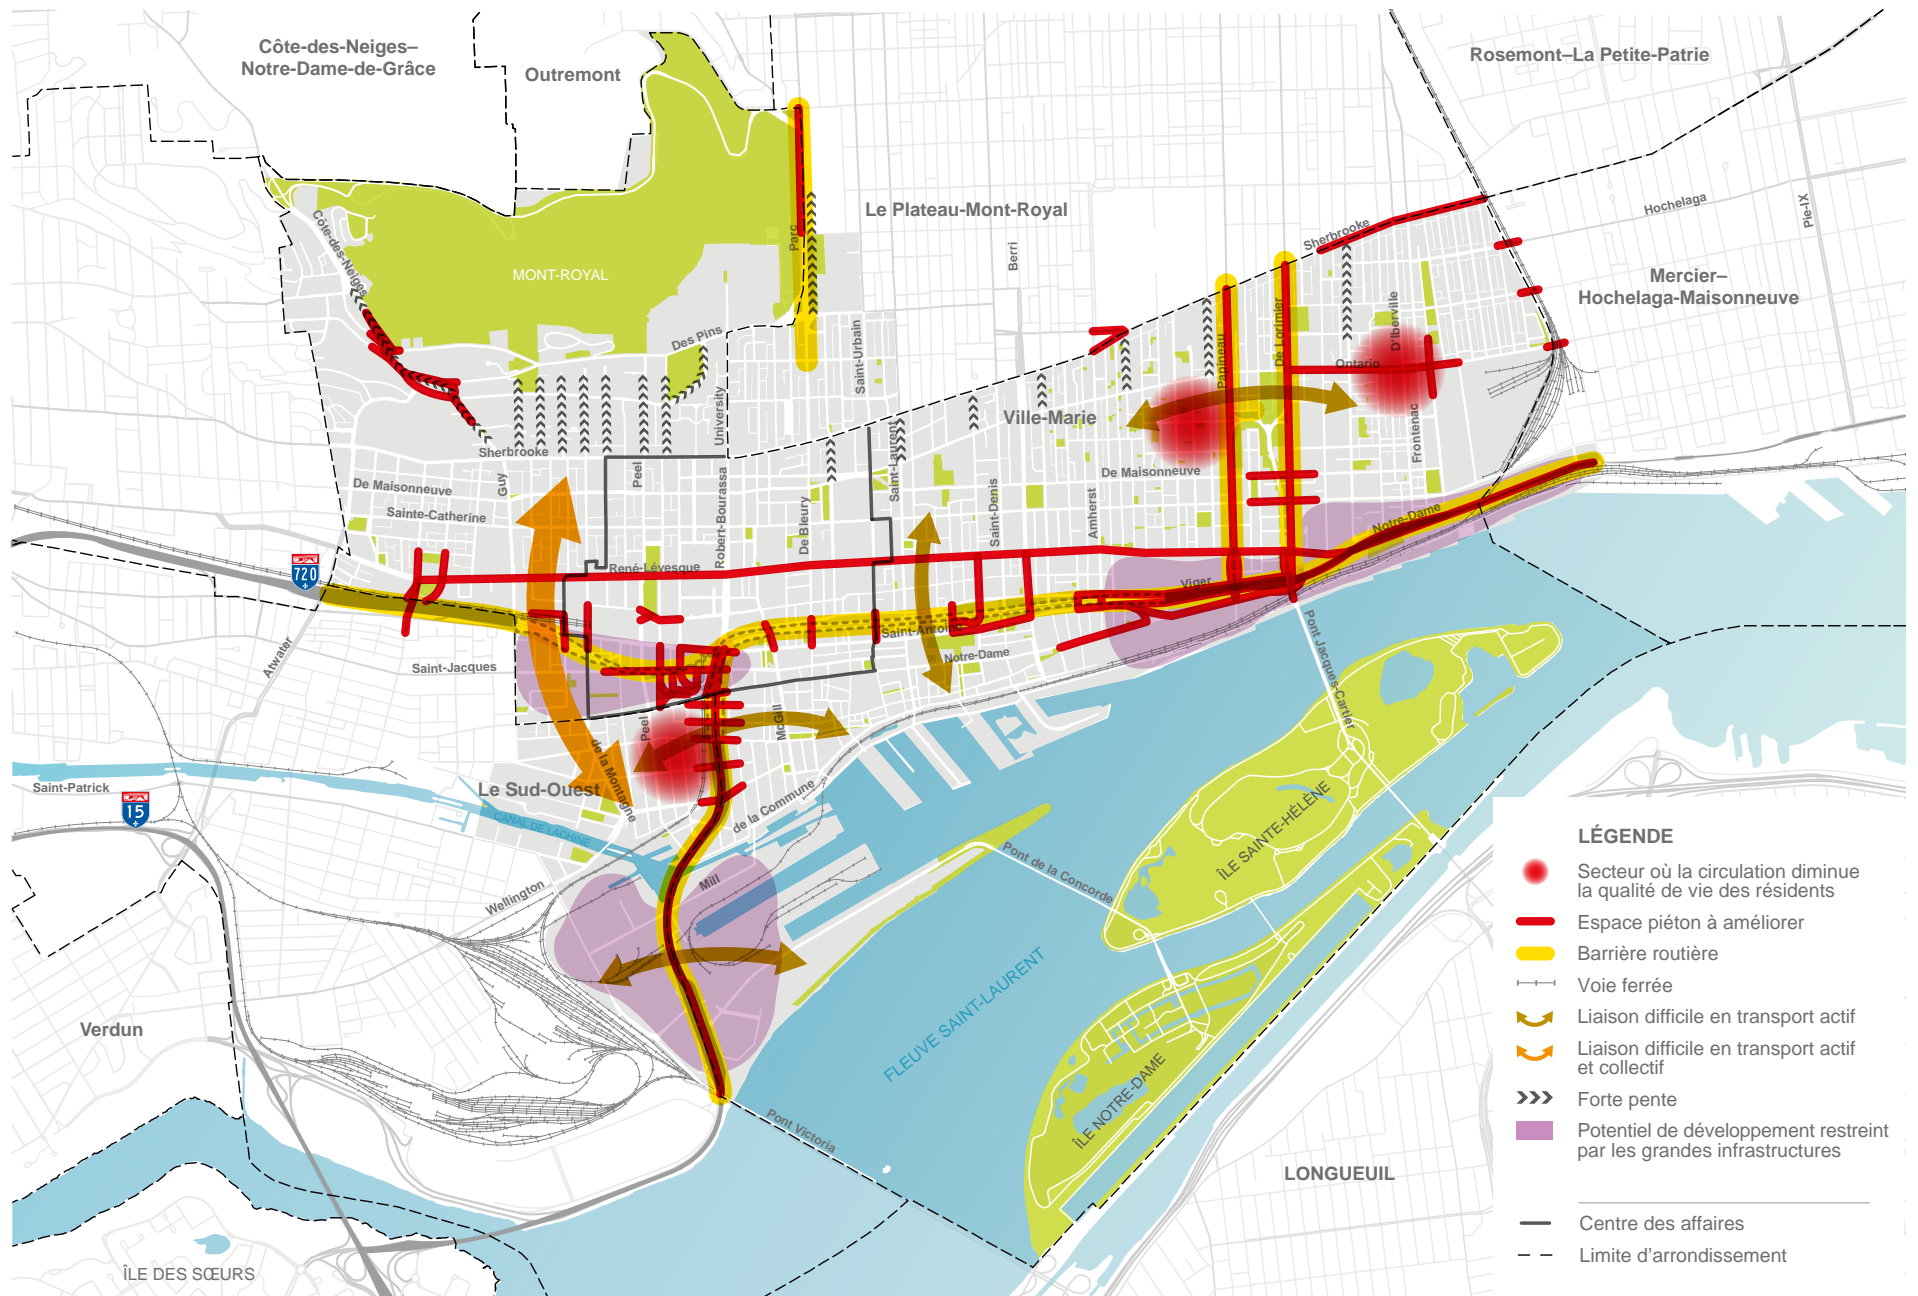 Côte-des-Neiges–
Notre-Dame-de-Grâce
Outremont
Rosemont–La Petite-Patrie
Le Plateau-Mont-Royal
Mercier–
Hochelaga-Maisonneuve
Hochelaga
Pie-IX
Sherbrooke
Parc
Berri
Côte-des-Neiges
MONT-ROYAL
Des Pins
Saint-Urbain
Papineau
De Lorimier
D'Iberville
Ontario
Frontenac
Ville-Marie
University
Saint-Laurent
Sherbrooke
Guy
Peel
Robert-Bourassa
De Bleury
Saint-Denis
Amherst
De Maisonneuve
De Maisonneuve
Sainte-Catherine
Notre-Dame
720
René-Lévesque
Viger
Saint-Antoine
Notre-Dame
Atwater
Saint-Jacques
Pont Jacques-Cartier
Peel
McGill
de la Montagne
Le Sud-Ouest
Saint-Patrick
15
CANAL DE LACHINE
de la Commune
Mill
Wellington
Pont de la Concorde
ÎLE SAINTE-HÉLÈNE
FLEUVE SAINT-LAURENT
ÎLE NOTRE-DAME
Verdun
Pont Victoria
LONGUEUIL
ÎLE DES SŒURS
LÉGENDE
Secteur où la circulation diminue
la qualité de vie des résidents
Espace piéton à améliorer
Barrière routière
Voie ferrée
Liaison difficile en transport actif
Liaison difficile en transport actif
et collectif
Forte pente
Potentiel de développement restreint
par les grandes infrastructures
Centre des affaires
Limite d'arrondissement